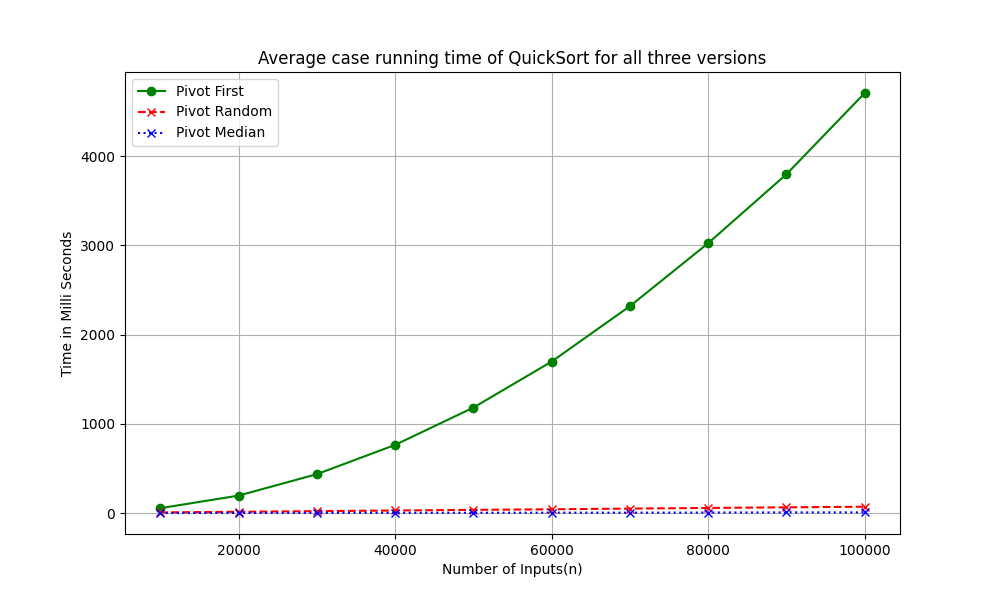 Average case running time of QuickSort for all three versions
Pivot First
Pivot Random
Pivot Median
Time in Milli Seconds
4000
3000
2000
1000
0
20000
40000
60000
80000
100000
Number of Inputs(n)